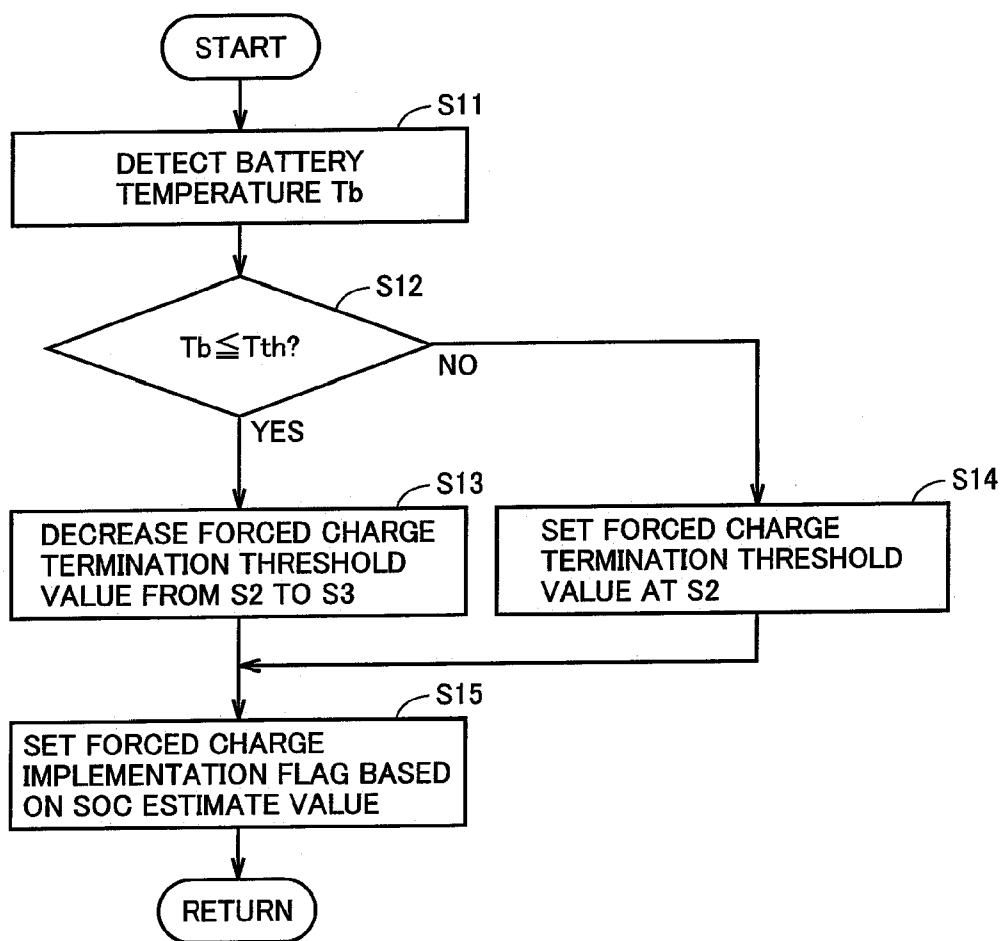 START
S11
DETECT BATTERY
TEMPERATURE Tb
S12
Tb≦Tth?
NO
YES
S13
DECREASE FORCED CHARGE
TERMINATION THRESHOLD
VALUE FROM S2 TO S3
S14
SET FORCED CHARGE
TERMINATION THRESHOLD
VALUE AT S2
S15
SET FORCED CHARGE
IMPLEMENTATION FLAG BASED
ON SOC ESTIMATE VALUE
RETURN